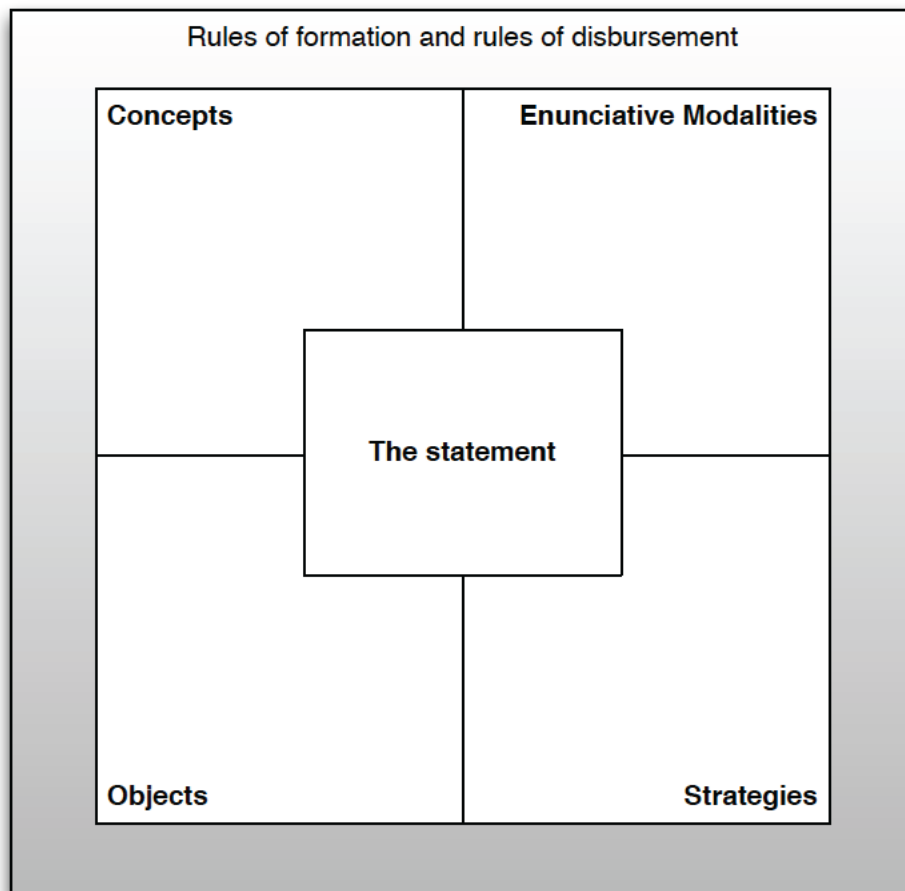 Rules of formation and rules of disbursement
Concepts
Enunciative Modalities
The statement
Objects
Strategies